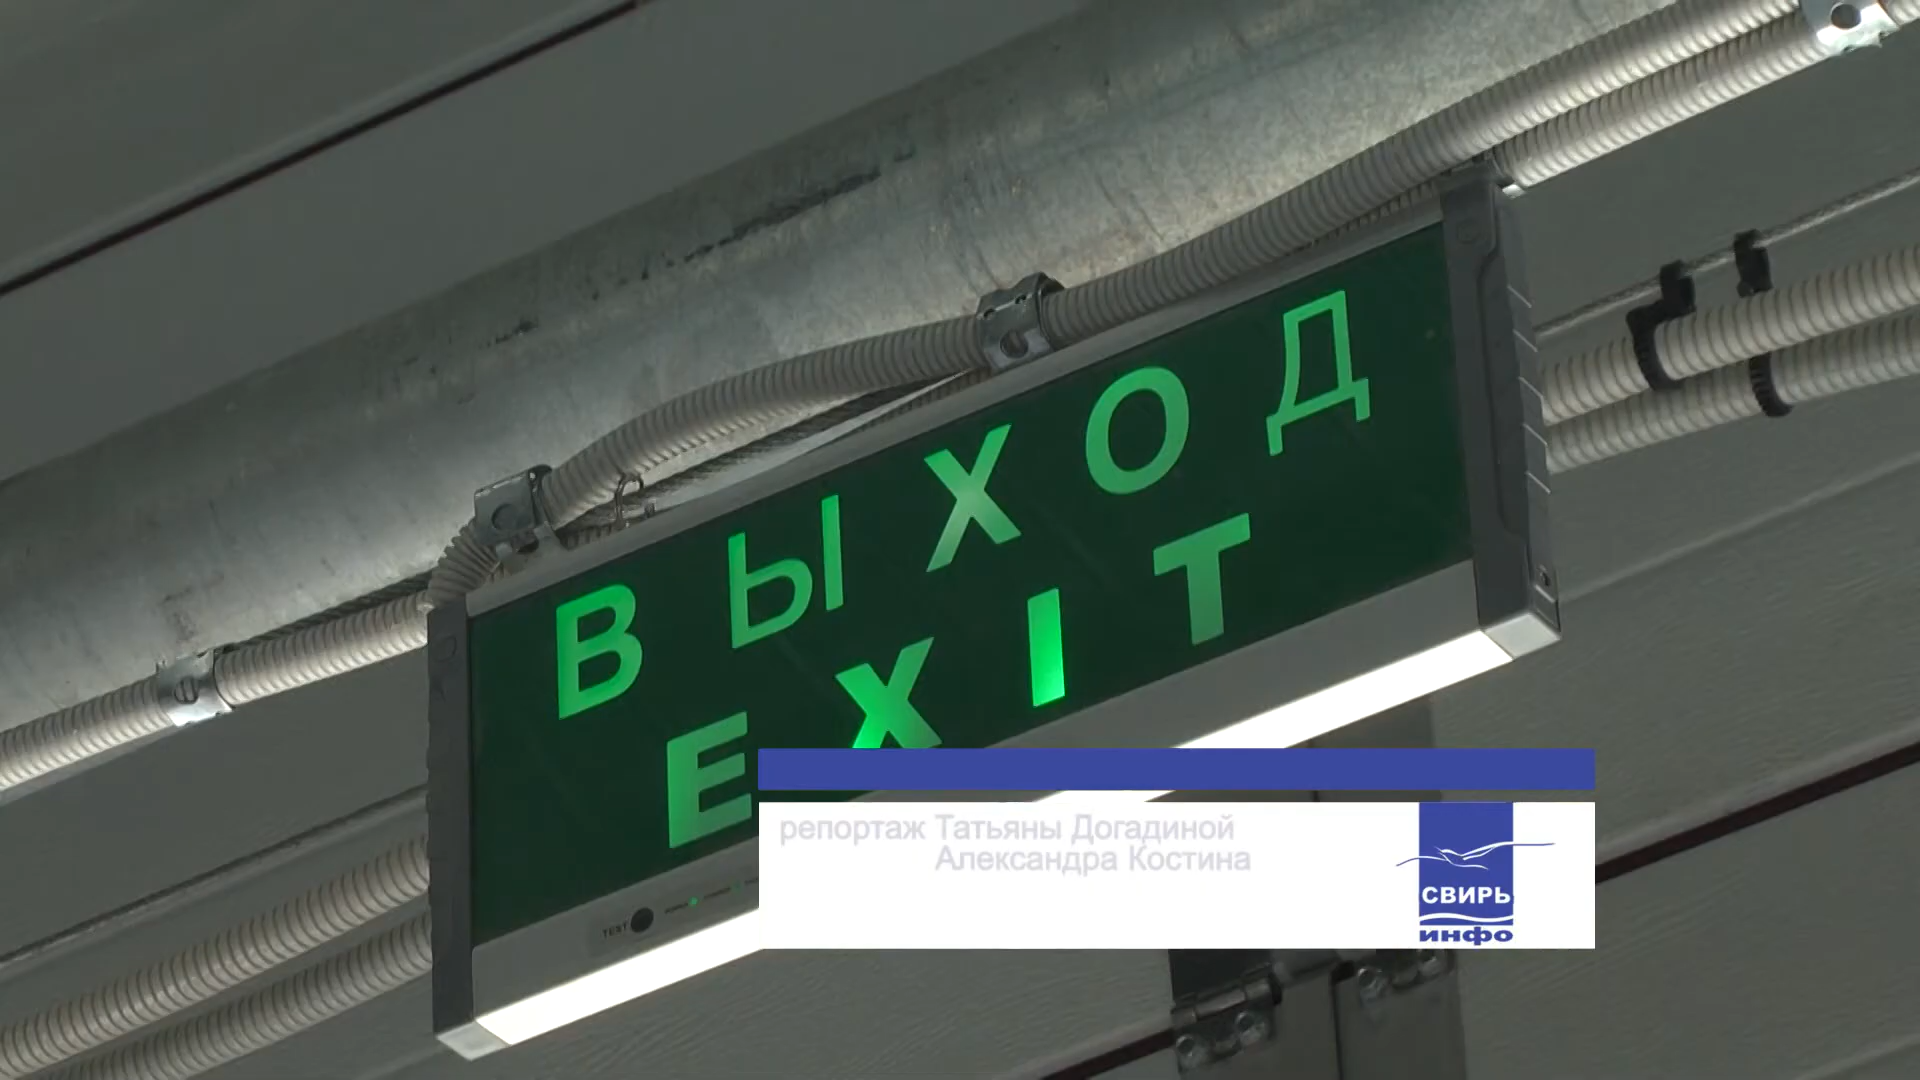 ВЫХОД
EXIT
TEST
репортаж Татьяны Догадиной
Александра Костина
СВИРЬ
инфо